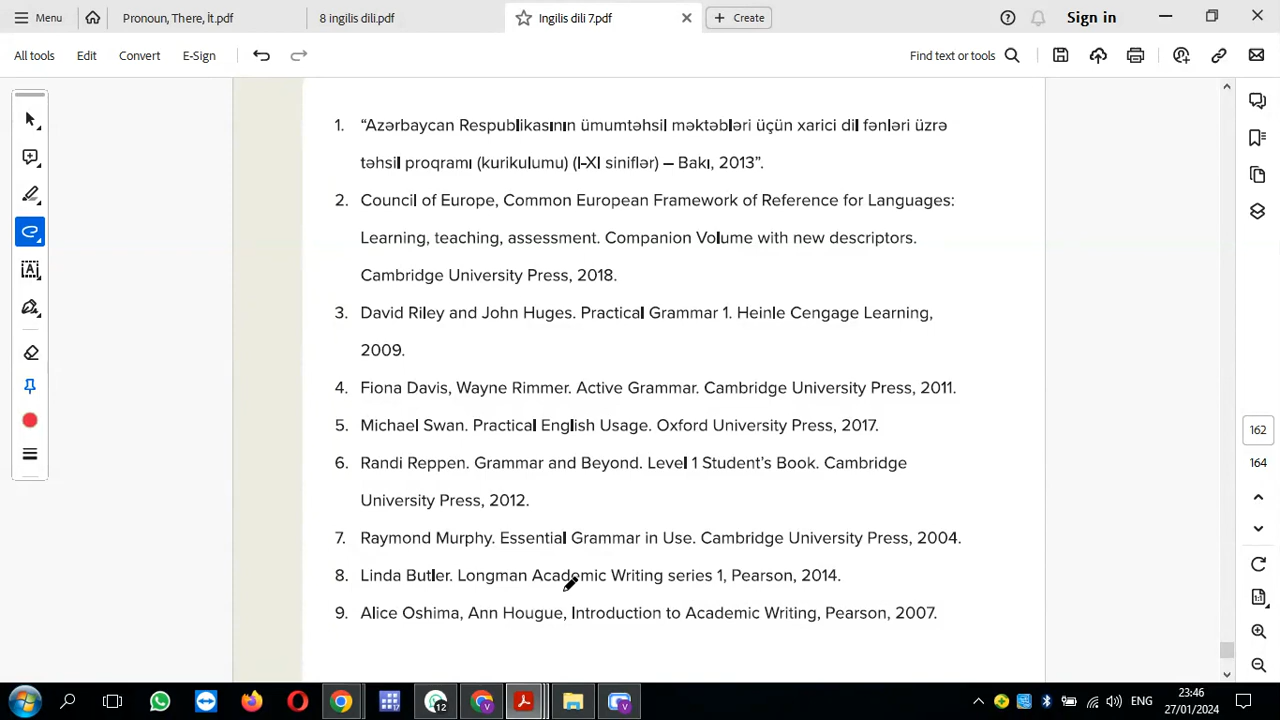 Menu
Pronoun, There, İt.pdf
8 ingilis dili.pdf
Ingilis dili 7.pdf
Create
Sign in
All tools
Edit
Convert
E-Sign
Find text or tools
1. “Azərbaycan Respublikasının ümumtəhsil məktəbləri üçün xarici dil fənləri üzrə
təhsil proqramı (kurikulumu) (I-XI siniflər) – Bakı, 2013”.
2. Council of Europe, Common European Framework of Reference for Languages:
Learning, teaching, assessment. Companion Volume with new descriptors.
Cambridge University Press, 2018.
3. David Riley and John Huges. Practical Grammar 1. Heinle Cengage Learning,
2009.
4. Fiona Davis, Wayne Rimmer. Active Grammar. Cambridge University Press, 2011.
5. Michael Swan. Practical English Usage. Oxford University Press, 2017.
6. Randi Reppen. Grammar and Beyond. Level 1 Student’s Book. Cambridge
University Press, 2012.
7. Raymond Murphy. Essential Grammar in Use. Cambridge University Press, 2004.
8. Linda Butler. Longman Academic Writing series 1, Pearson, 2014.
9. Alice Oshima, Ann Hougue, Introduction to Academic Writing, Pearson, 2007.
162
164
12
ENG
23:46
27/01/2024